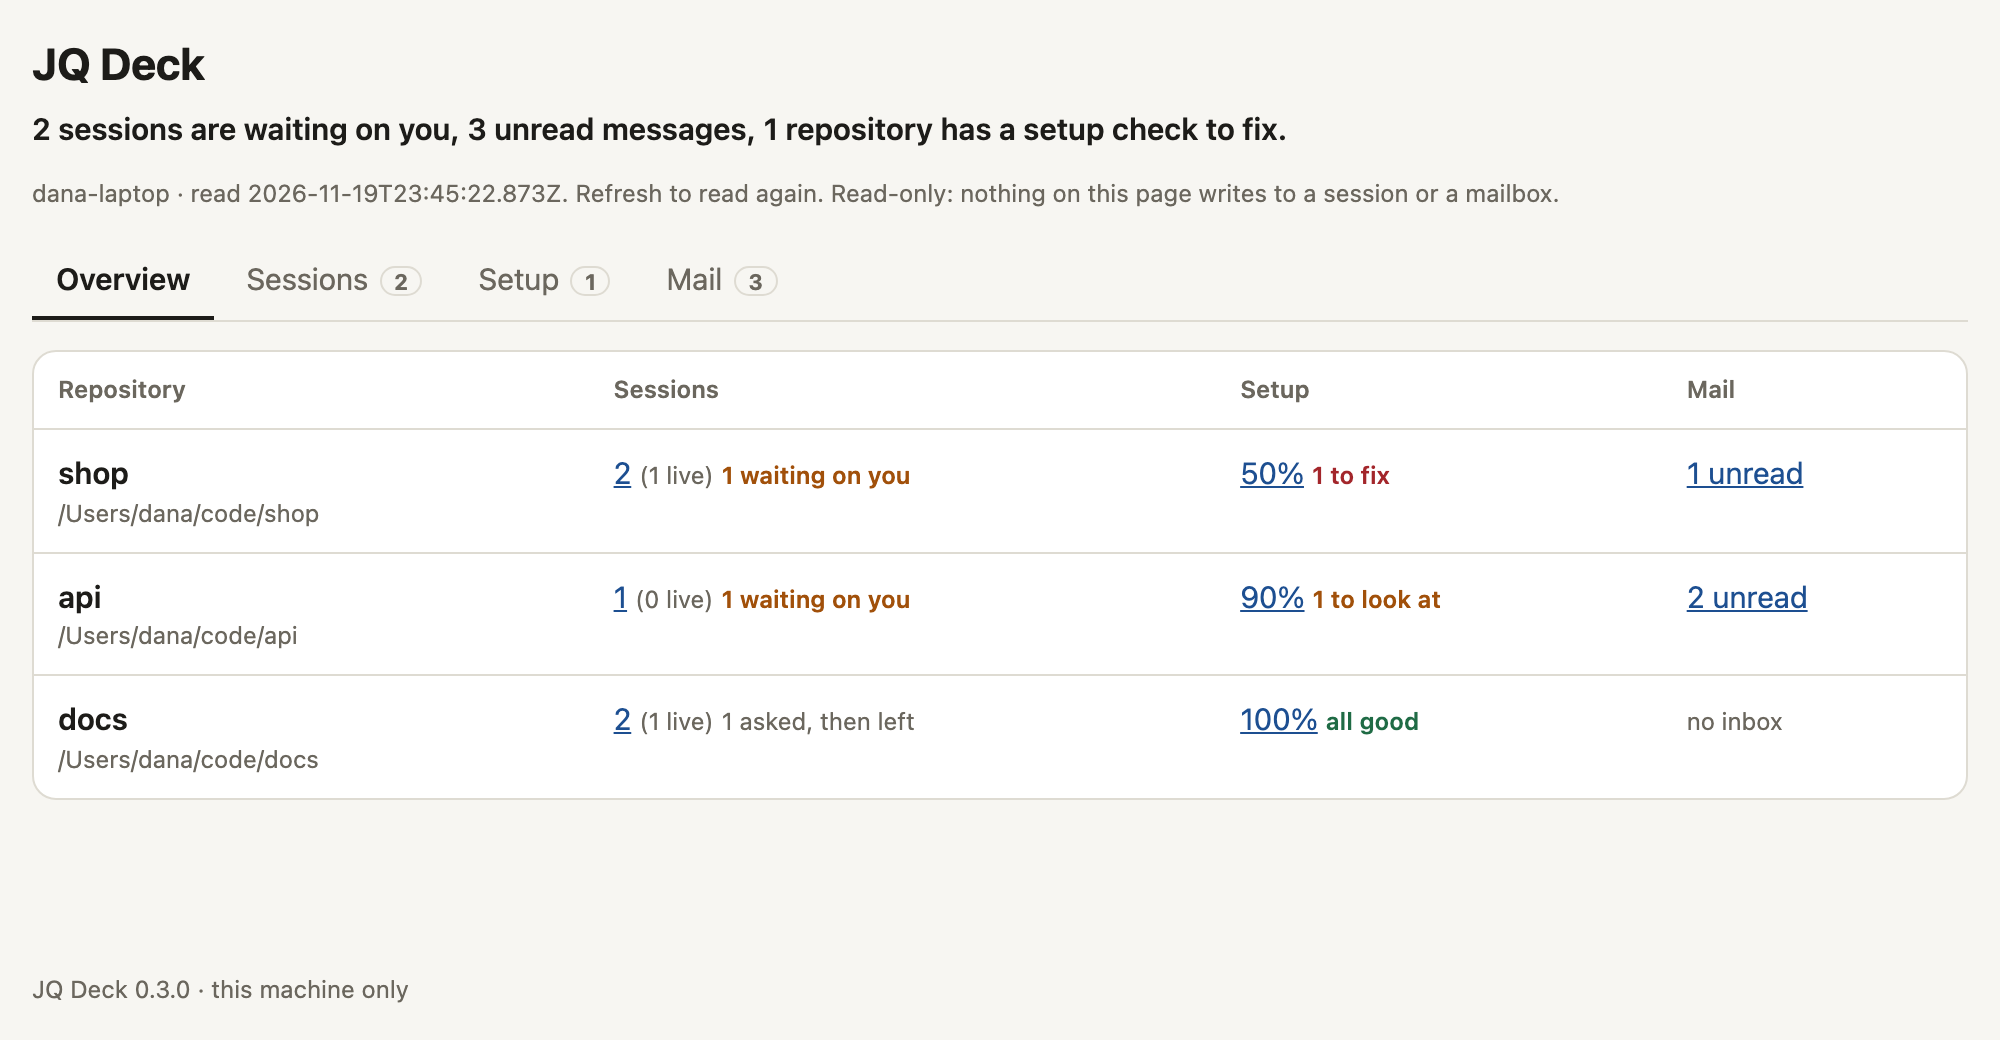 JQ Deck
2 sessions are waiting on you, 3 unread messages, 1 repository has a setup check to fix.
dana-laptop · read 2026-11-19T23:45:22.873Z. Refresh to read again. Read-only: nothing on this page writes to a session or a mailbox.
Overview Sessions 2 Setup 1 Mail 3
Repository Sessions Setup Mail
shop 2 (1 live) 1 waiting on you 50% 1 to fix 1 unread
/Users/dana/code/shop
api 1 (0 live) 1 waiting on you 90% 1 to look at 2 unread
/Users/dana/code/api
docs 2 (1 live) 1 asked, then left 100% all good no inbox
/Users/dana/code/docs
JQ Deck 0.3.0 · this machine only